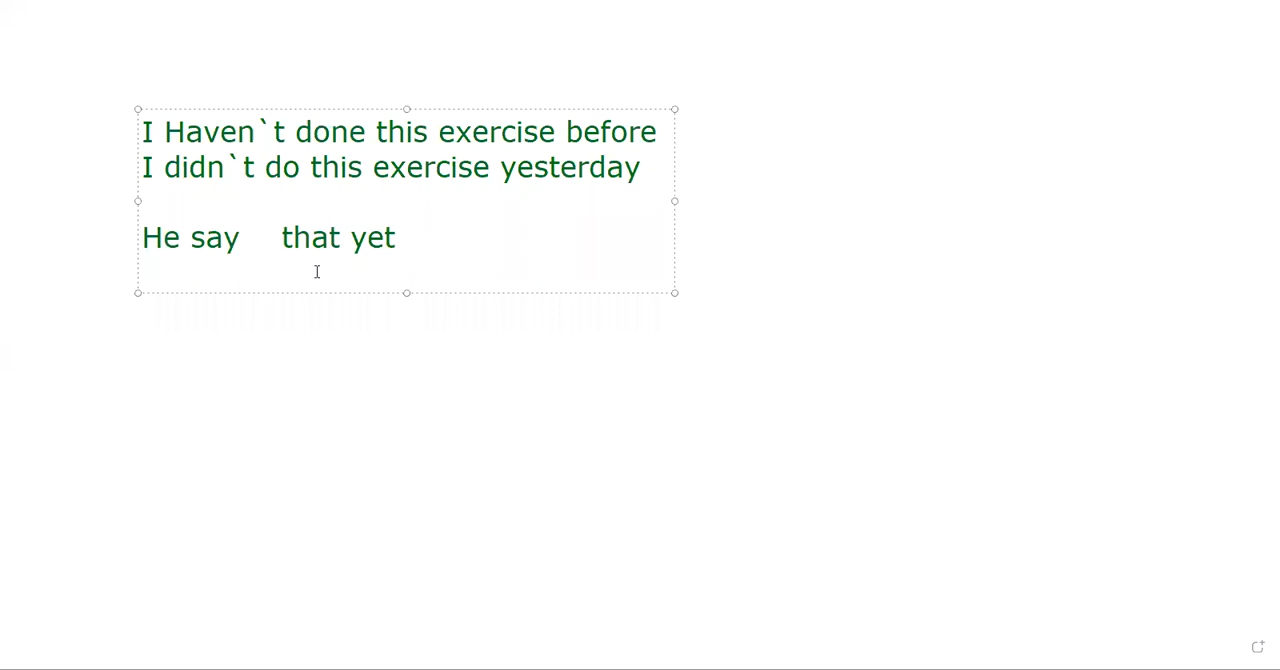 I Haven`t done this exercise before
I didn`t do this exercise yesterday
He say that yet